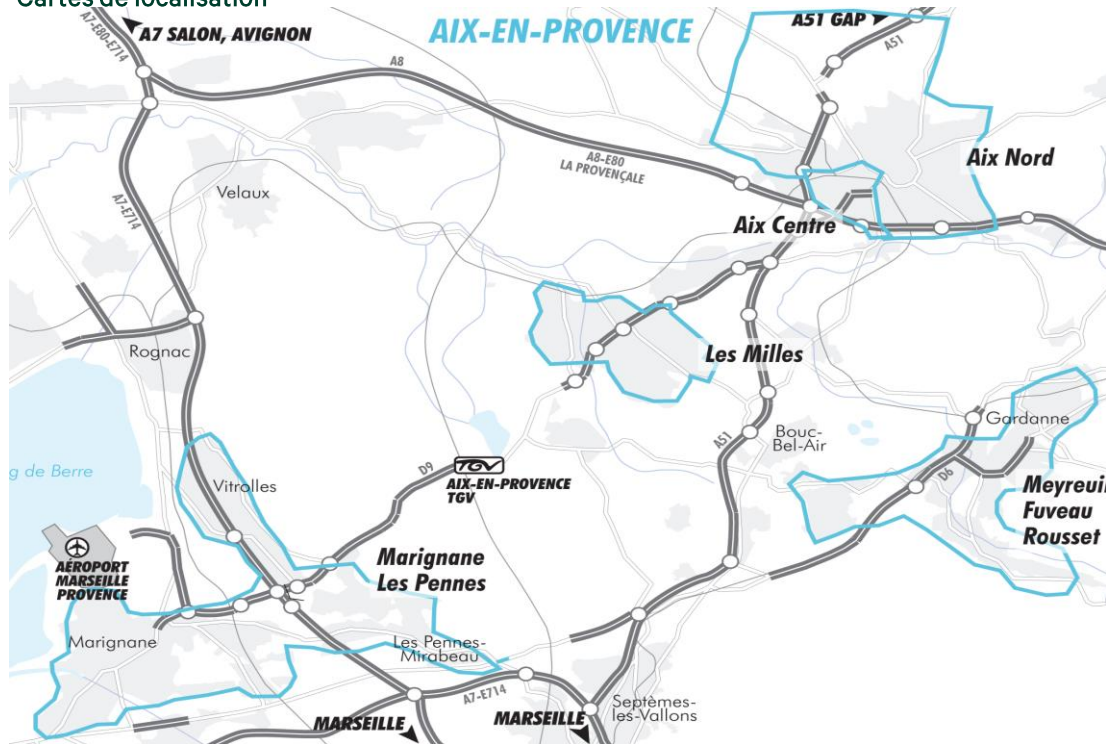 Cartes de localisation
A7-E80-E714
A7 SALON, AVIGNON
AIX-EN-PROVENCE
A51 GAP
A51
A8
A8-E80
LA PROVENÇALE
Aix Nord
Velaux
A7-E714
Aix Centre
Rognac
Les Milles
Bouc-
Bel-Air
Gardanne
A51
g de Berre
Vitrolles
D9
TGV
AIX-EN-PROVENCE
TGV
D6
Meyreuil
Fuveau
Rousset
AÉROPORT
MARSEILLE
PROVENCE
Marignane
Les Pennes
Marignane
Les Pennes-
Mirabeau
A7-E714
Septèmes-
les-Vallons
MARSEILLE
MARSEILLE